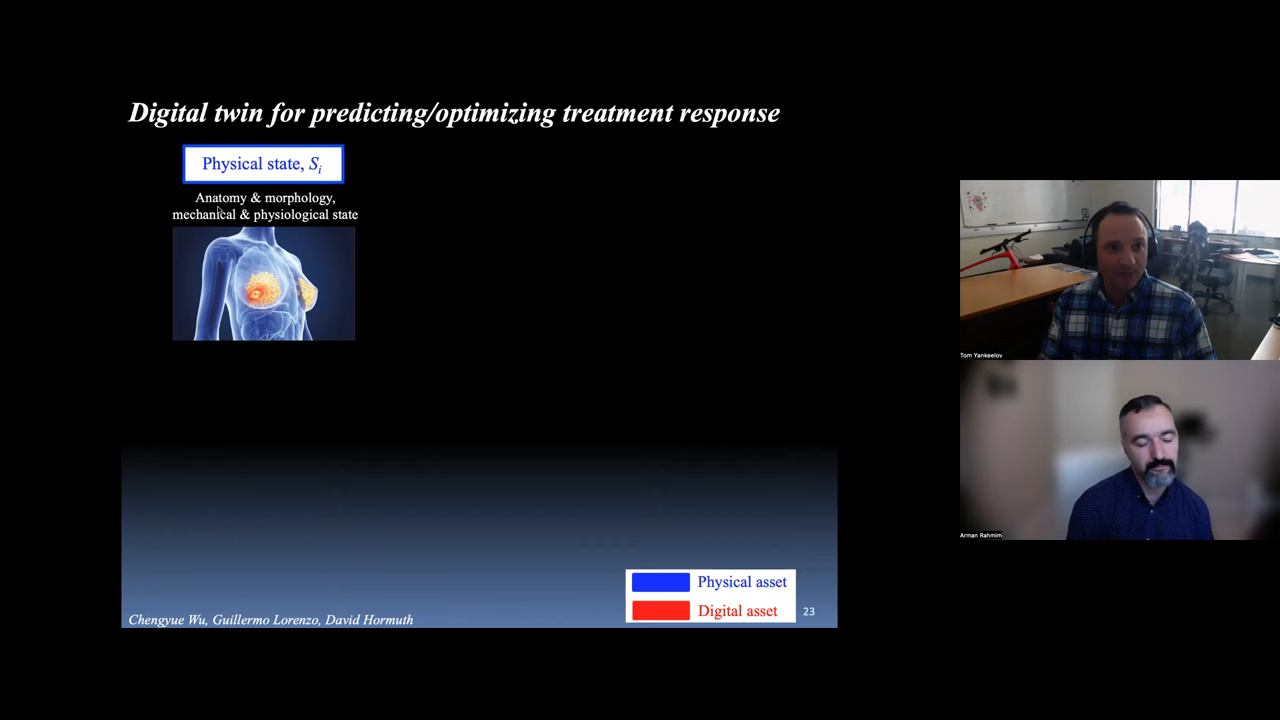 Digital twin for predicting/optimizing treatment response
Physical state, Si
Anatomy & morphology,
mechanical & physiological state
Physical asset
Digital asset
23
Chengyue Wu, Guillermo Lorenzo, David Hormuth
Tom Yankeelov
Arman Rahmim